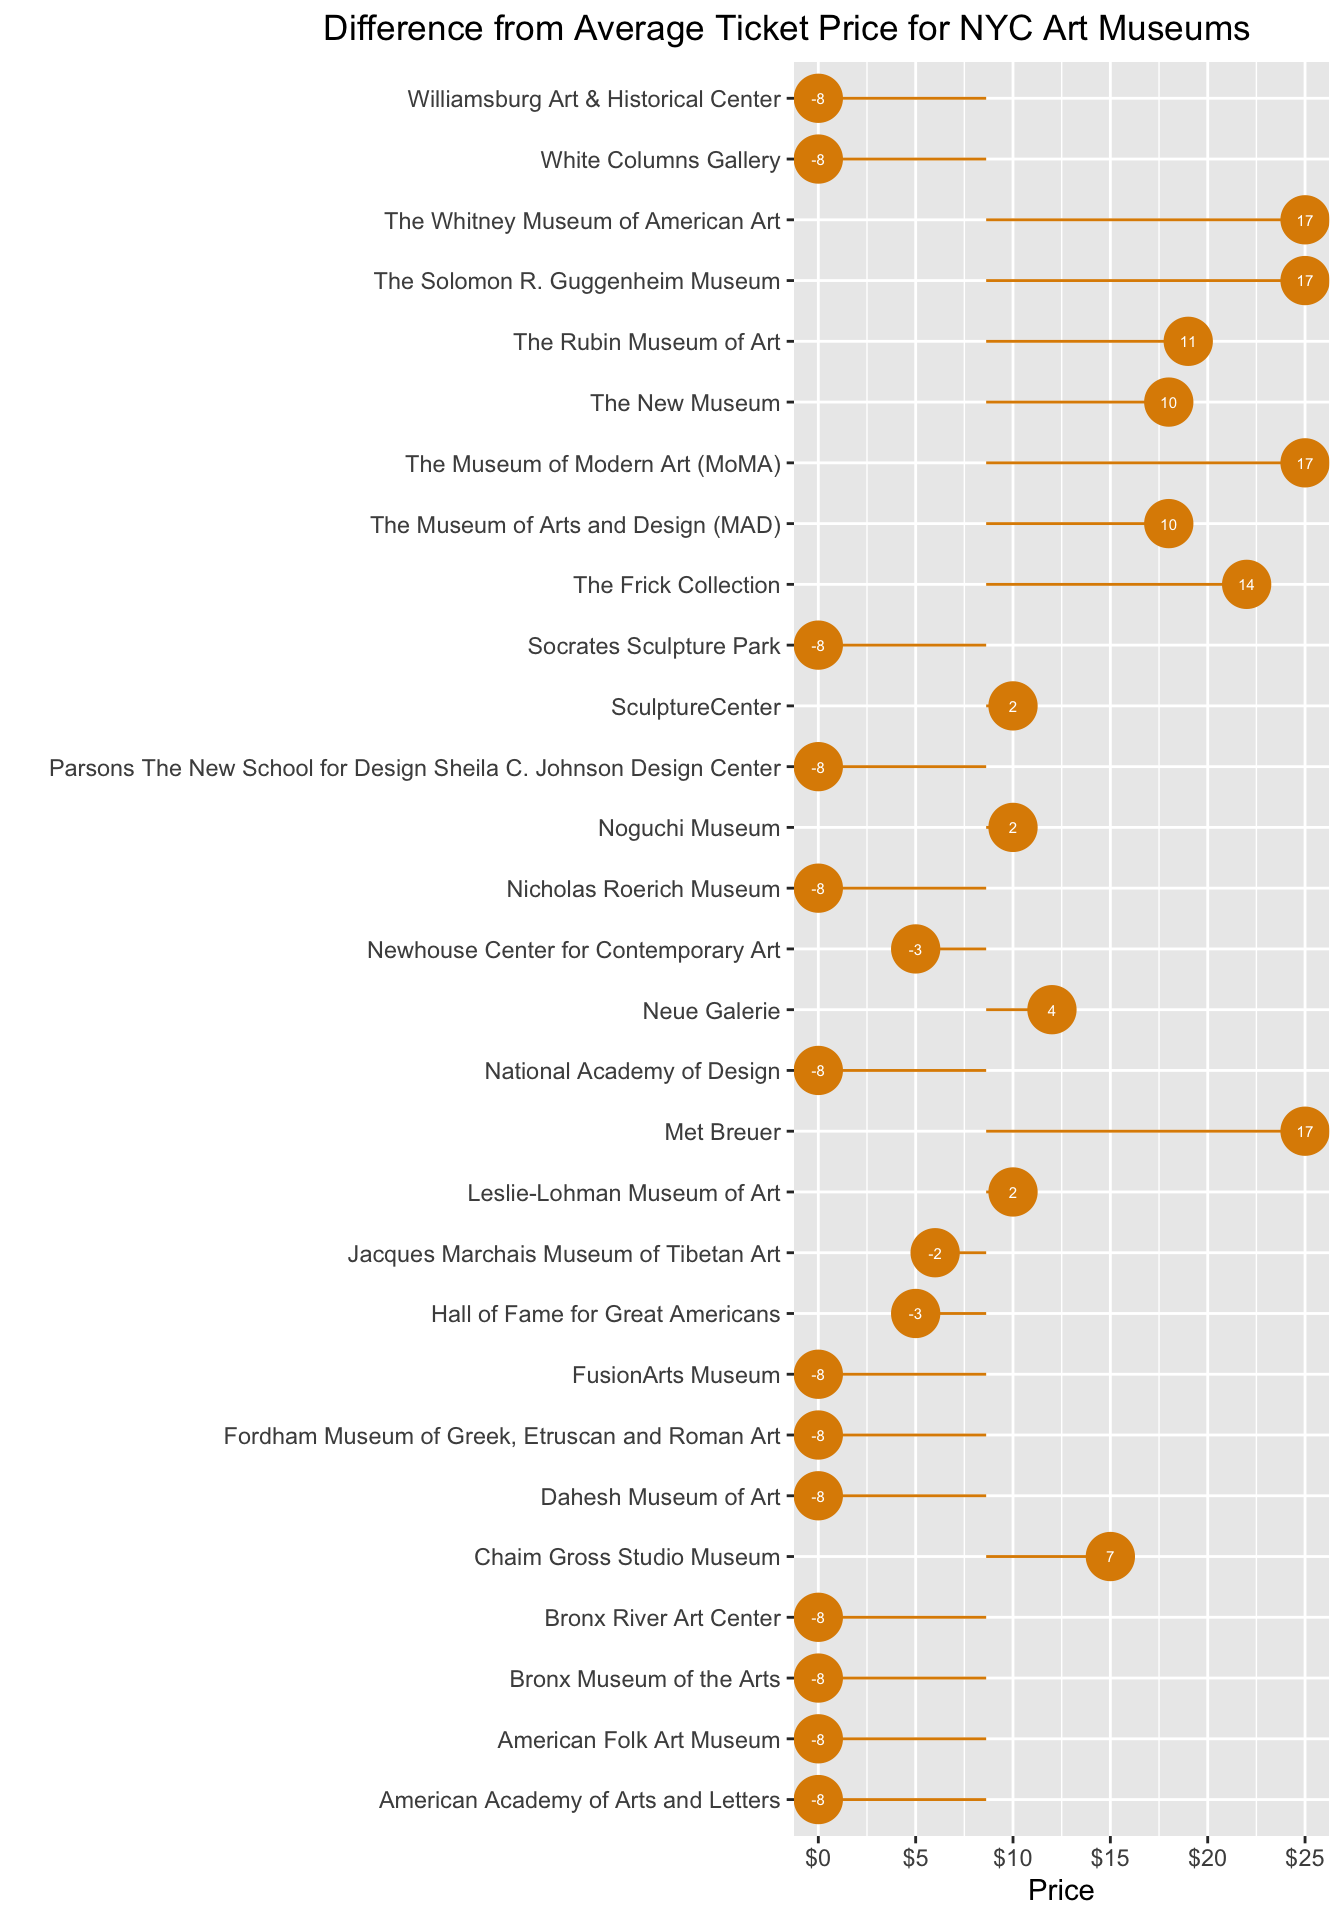 Difference from Average Ticket Price for NYC Art Museums
Williamsburg Art & Historical Center -8
White Columns Gallery -8
The Whitney Museum of American Art 17
The Solomon R. Guggenheim Museum 17
The Rubin Museum of Art 11
The New Museum 10
The Museum of Modern Art (MoMA) 17
The Museum of Arts and Design (MAD) 10
The Frick Collection 14
Socrates Sculpture Park -8
SculptureCenter 2
Parsons The New School for Design Sheila C. Johnson Design Center -8
Noguchi Museum 2
Nicholas Roerich Museum -8
Newhouse Center for Contemporary Art -3
Neue Galerie 4
National Academy of Design -8
Met Breuer 17
Leslie-Lohman Museum of Art 2
Jacques Marchais Museum of Tibetan Art -2
Hall of Fame for Great Americans -3
FusionArts Museum -8
Fordham Museum of Greek, Etruscan and Roman Art -8
Dahesh Museum of Art -8
Chaim Gross Studio Museum 7
Bronx River Art Center -8
Bronx Museum of the Arts -8
American Folk Art Museum -8
American Academy of Arts and Letters -8
$0 $5 $10 $15 $20 $25
Price